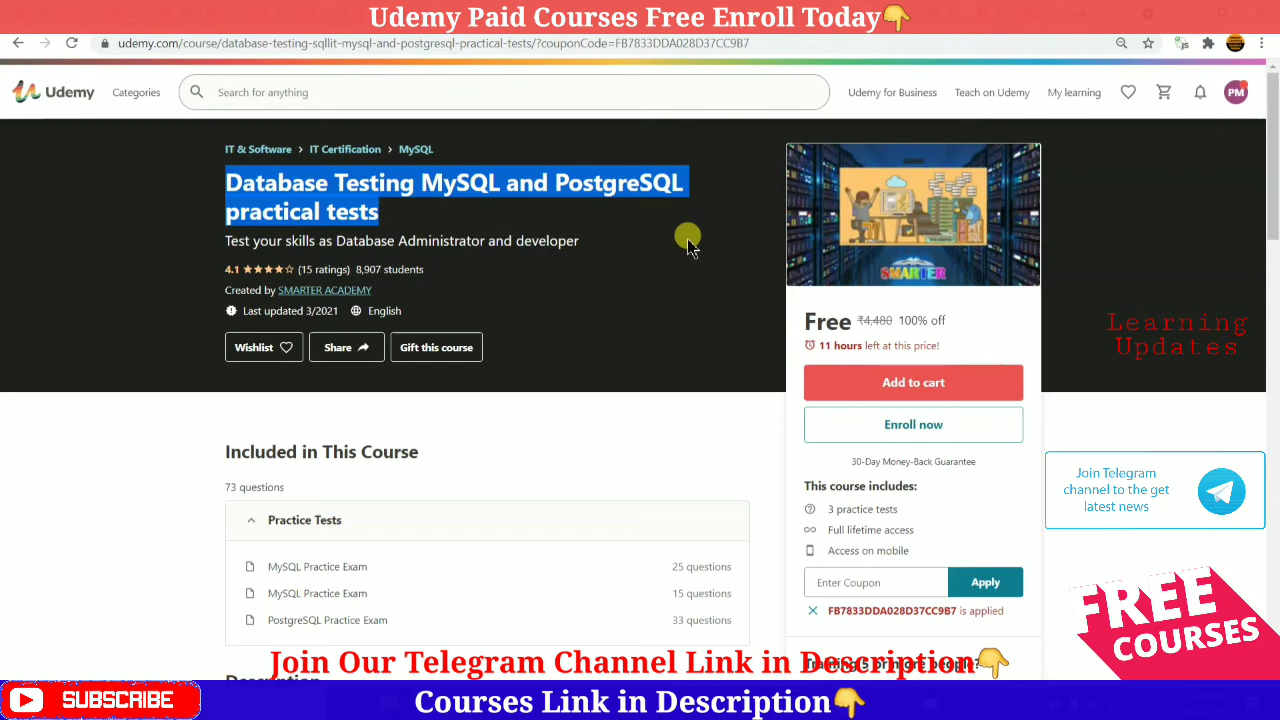 Udemy Paid Courses Free Enroll Today👇
udemy.com/course/database-testing-sqllit-mysql-and-postgresql-practical-tests/?couponCode=FB7833DDA028D37CC9B7
Udemy Categories Search for anything Udemy for Business Teach on Udemy My learning PM
IT & Software > IT Certification > MySQL
Database Testing MySQL and PostgreSQL
practical tests
Test your skills as Database Administrator and developer
4.1 (15 ratings) 8,907 students
Created by SMARTER ACADEMY
Last updated 3/2021 English
Wishlist Share Gift this course
SMARTER
Free ₹4,480 100% off
11 hours left at this price!
Add to cart
Enroll now
30-Day Money-Back Guarantee
This course includes:
3 practice tests
Full lifetime access
Access on mobile
Enter Coupon Apply
FB7833DDA028D37CC9B7 is applied
Training 5 or more people?
Learning
Updates
Join Telegram
channel to the get
latest news
FREE
COURSES
Included in This Course
73 questions
Practice Tests
MySQL Practice Exam 25 questions
MySQL Practice Exam 15 questions
PostgreSQL Practice Exam 33 questions
Description
Join Our Telegram Channel Link in Description👇
SUBSCRIBE
Courses Link in Description👇